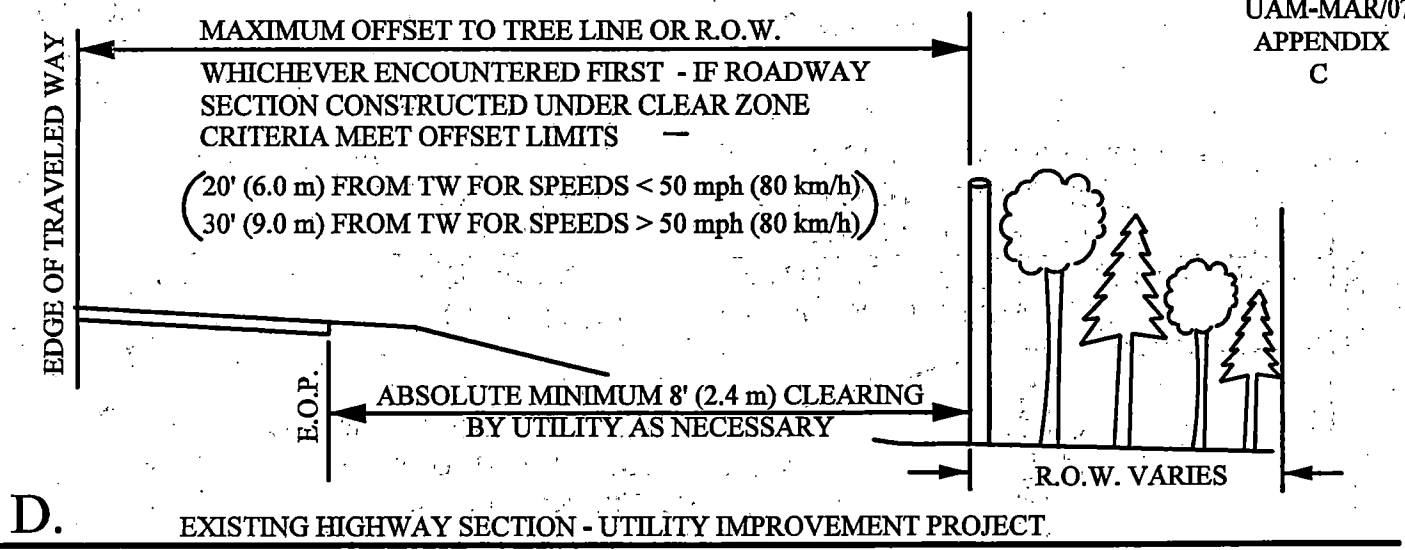 UAM-MAR/07
APPENDIX
C
EDGE OF TRAVELED WAY
MAXIMUM OFFSET TO TREE LINE OR R.O.W.
WHICHEVER ENCOUNTERED FIRST - IF ROADWAY
SECTION CONSTRUCTED UNDER CLEAR ZONE
CRITERIA MEET OFFSET LIMITS —
(20' (6.0 m) FROM TW FOR SPEEDS < 50 mph (80 km/h)
30' (9.0 m) FROM TW FOR SPEEDS > 50 mph (80 km/h))
E.O.P.
ABSOLUTE MINIMUM 8' (2.4 m) CLEARING
BY UTILITY AS NECESSARY
R.O.W. VARIES
D. EXISTING HIGHWAY SECTION - UTILITY IMPROVEMENT PROJECT